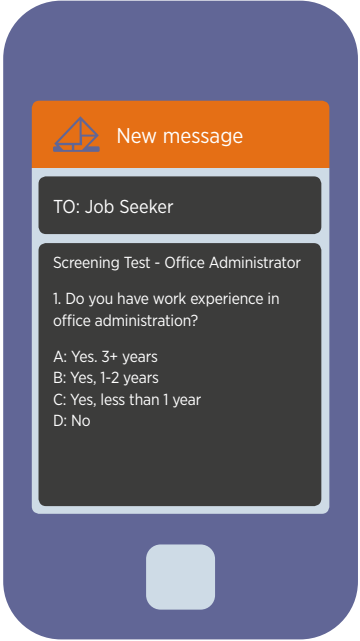 New message
TO: Job Seeker
Screening Test - Office Administrator
1. Do you have work experience in
office administration?
A: Yes. 3+ years
B: Yes, 1-2 years
C: Yes, less than 1 year
D: No